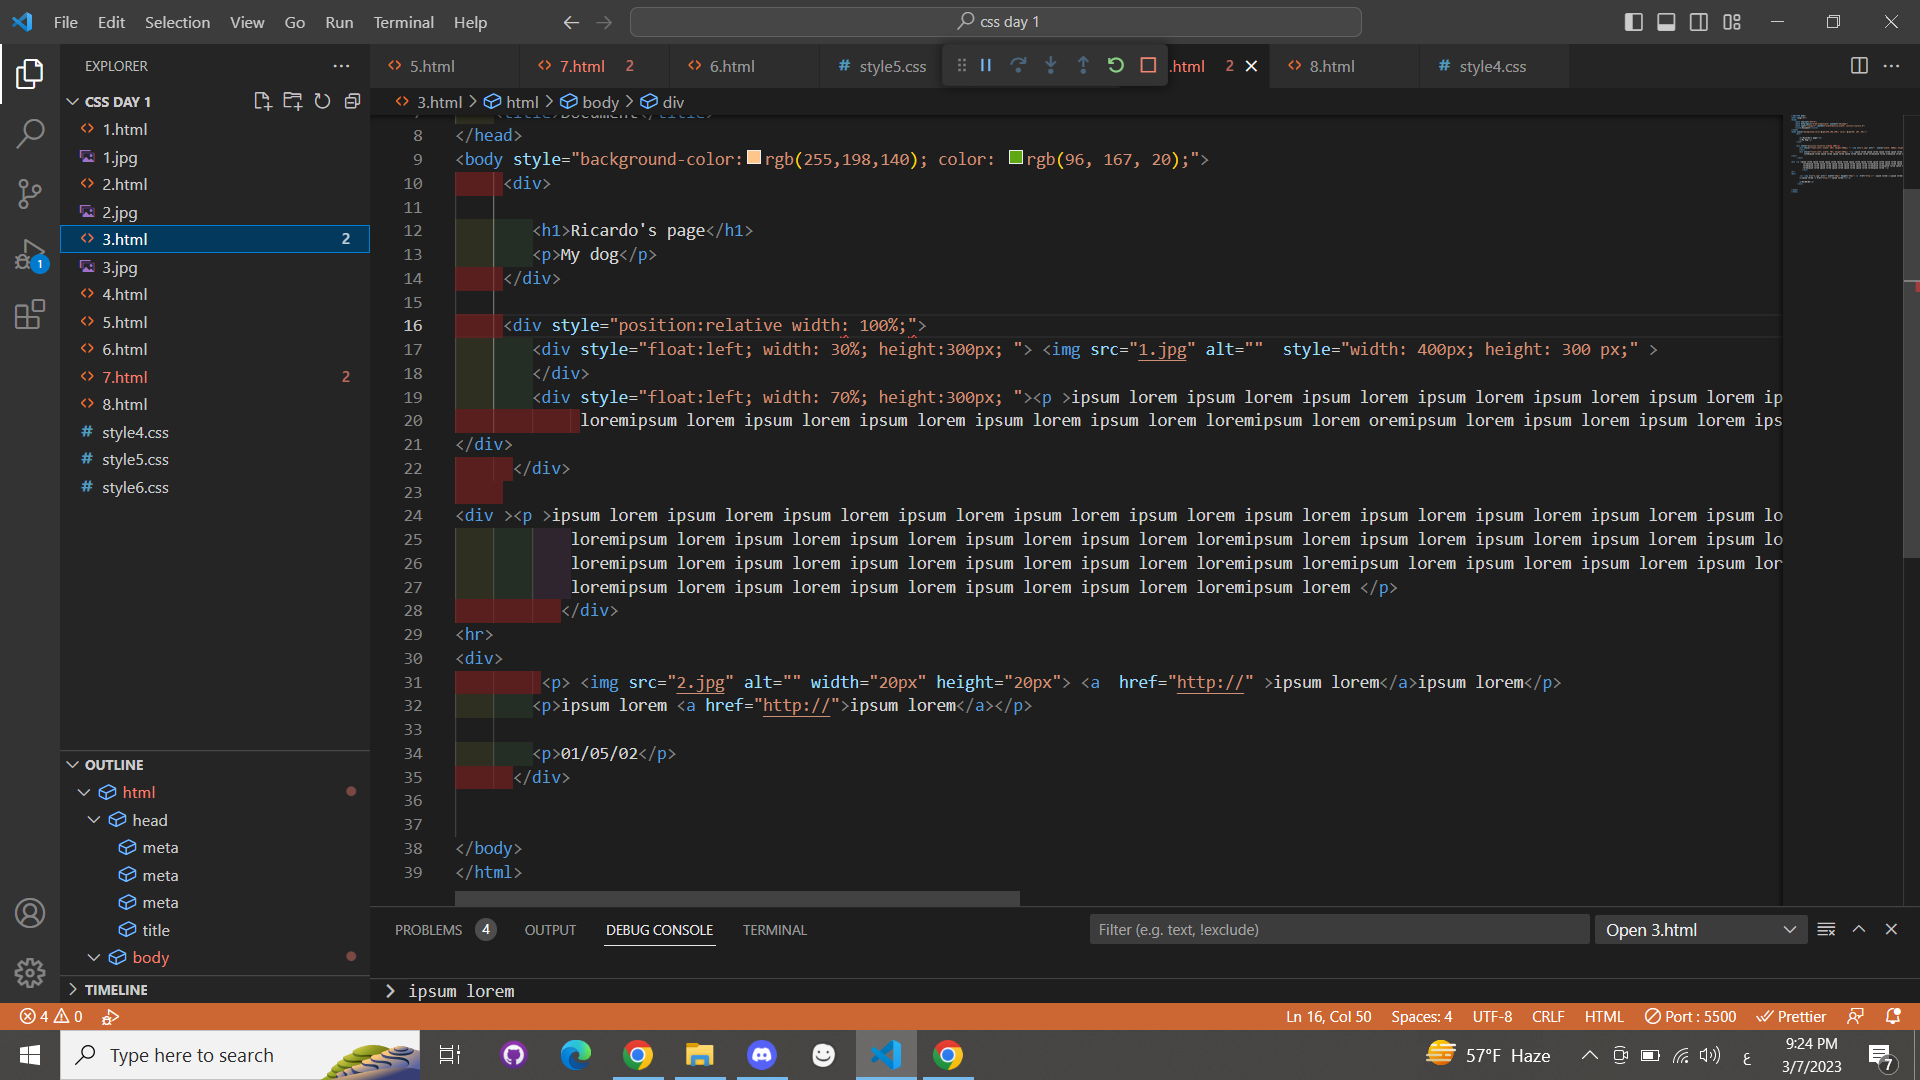 File Edit Selection View Go Run Terminal Help
css day 1
EXPLORER
5.html
7.html 2
6.html
# style5.css
.html 2
8.html
# style4.css
CSS DAY 1
3.html > html > body > div
1.html
1.jpg
2.html
2.jpg
3.html 2
3.jpg
4.html
5.html
6.html
7.html 2
8.html
# style4.css
# style5.css
# style6.css
8 </head>
9 <body style="background-color: rgb(255,198,140); color: rgb(96, 167, 20);">
10 <div>
11
12 <h1>Ricardo's page</h1>
13 <p>My dog</p>
14 </div>
15
16 <div style="position:relative width: 100%;">
17 <div style="float:left; width: 30%; height:300px; "> <img src="1.jpg" alt=""  style="width: 400px; height: 300 px;" >
18 </div>
19 <div style="float:left; width: 70%; height:300px; "><p >ipsum lorem ipsum lorem ipsum lorem ipsum lorem ipsum lorem ipsum lorem ip
20 loremipsum lorem ipsum lorem ipsum lorem ipsum lorem ipsum lorem ipsum lorem loremipsum lorem oremipsum lorem ipsum lorem ipsum lorem ips
21 </div>
22 </div>
23
24 <div ><p >ipsum lorem ipsum lorem ipsum lorem ipsum lorem ipsum lorem ipsum lorem ipsum lorem ipsum lorem ipsum lorem ipsum lorem ipsum lo
25 loremipsum lorem ipsum lorem ipsum lorem ipsum lorem ipsum lorem loremipsum lorem ipsum lorem ipsum lorem ipsum lorem ipsum lo
26 loremipsum lorem ipsum lorem ipsum lorem ipsum lorem ipsum lorem loremipsum loremipsum lorem ipsum lorem ipsum lorem ipsum lor
27 loremipsum lorem ipsum lorem ipsum lorem ipsum lorem ipsum lorem loremipsum lorem </p>
28 </div>
29 <hr>
30 <div>
31 <p> <img src="2.jpg" alt="" width="20px" height="20px"> <a  href="http://" >ipsum lorem</a>ipsum lorem</p>
32 <p>ipsum lorem <a href="http://">ipsum lorem</a></p>
33
34 <p>01/05/02</p>
35 </div>
36
37
38 </body>
39 </html>
OUTLINE
html
head
meta
meta
meta
title
body
TIMELINE
PROBLEMS 4 OUTPUT DEBUG CONSOLE TERMINAL
Filter (e.g. text, !exclude)
Open 3.html
> ipsum lorem
4 0
Ln 16, Col 50 Spaces: 4 UTF-8 CRLF HTML Port : 5500 Prettier
Type here to search
57°F Haze
ع
9:24 PM
3/7/2023
7